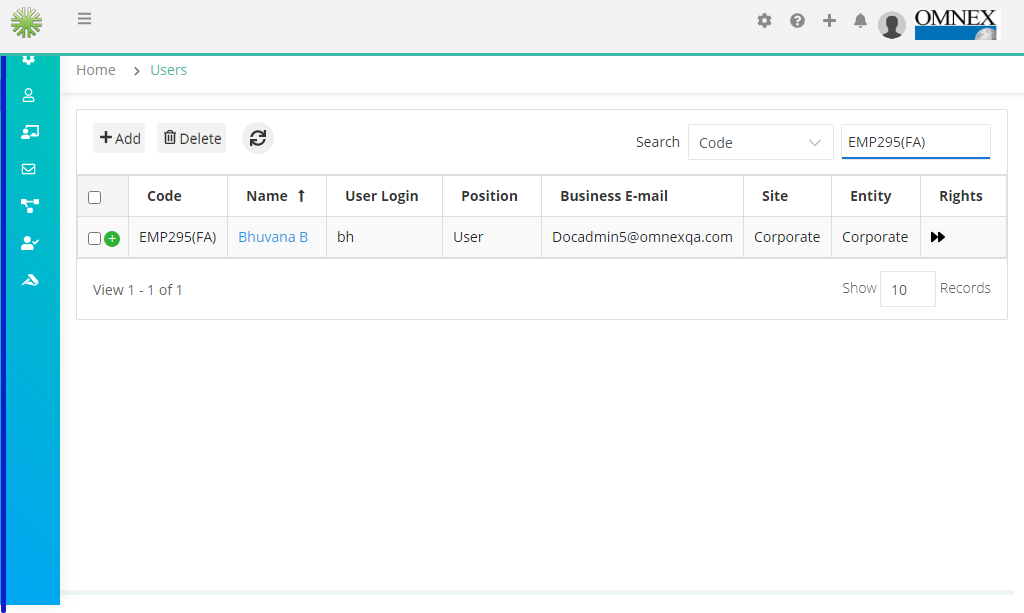 OMNEX
Home > Users
Add Delete Search Code EMP295(FA)
Code Name ↑ User Login Position Business E-mail Site Entity Rights
EMP295(FA) Bhuvana B bh User Docadmin5@omnexqa.com Corporate Corporate
View 1 - 1 of 1 Show 10 Records